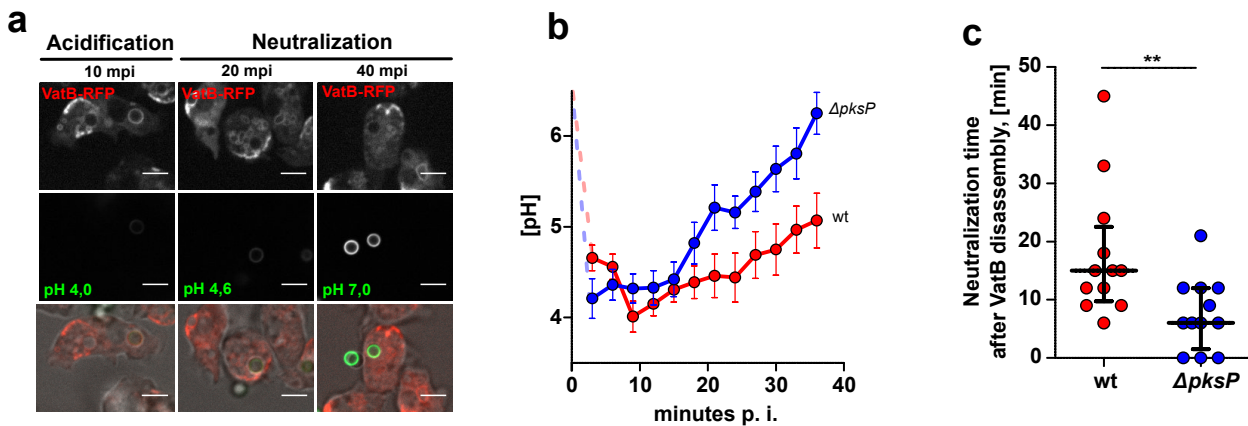 a
Acidification Neutralization
10 mpi 20 mpi 40 mpi
VatB-RFP VatB-RFP VatB-RFP
pH 4,0 pH 4,6 pH 7,0
b
[pH]
6
5
4
ΔpksP
wt
0 10 20 30 40
minutes p. i.
c
Neutralization time
after VatB disassembly, [min]
50
40
30
20
10
0
**
wt ΔpksP